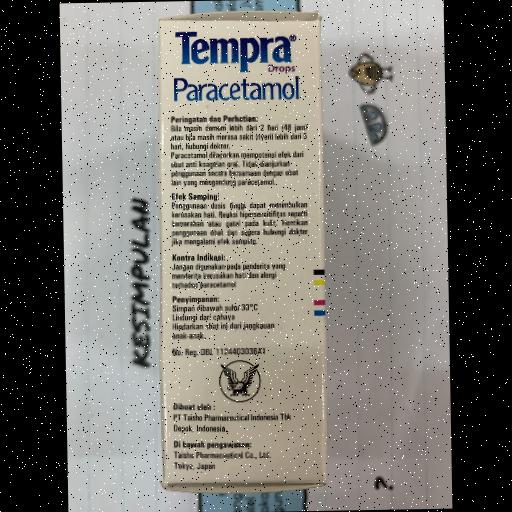 Tempra®
Drops
Paracetamol
Peringatan dan Perhatian:
Bila masih demam lebih dari 2 hari (48 jam)
atau bila masih merasa sakit (nyeri) lebih dari 5
hari, hubungi dokter.
Paracetamol dilaporkan mempotensi efek dari
obat anti koagulan oral. Tidak dianjurkan
penggunaan secara bersamaan dengan obat
lain yang mengandung paracetamol.
Efek Samping:
Penggunaan dosis tinggi dapat menimbulkan
kerusakan hati. Reaksi hipersensitifitas seperti
kemerahan atau gatal pada kulit. Hentikan
penggunaan obat dan segera hubungi dokter
jika mengalami efek samping.
Kontra Indikasi:
Jangan digunakan pada penderita yang
menderita kerusakan hati dan alergi
terhadap paracetamol
Penyimpanan:
Simpan dibawah suhu 30°C
Lindungi dari cahaya
Hindarkan obat ini dari jangkauan
anak-anak.
No. Reg.
Dibuat oleh :
PT Taisho Pharmaceutical Indonesia Tbk
Depok, Indonesia,
Di bawah pengawasan:
Taisho Pharmaceutical Co., Ltd.
Tokyo, Japan
KESIMPULAN